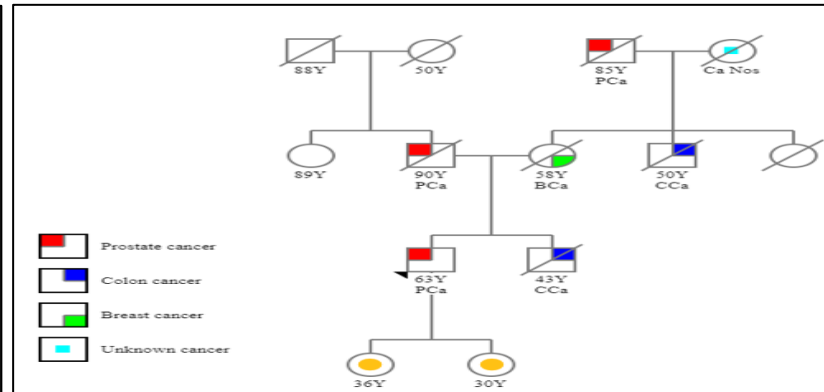 88Y 50Y 85Y Ca Nos
PCa
89Y 90Y 58Y 50Y
PCa BCa CCa
Prostate cancer
Colon cancer
Breast cancer
Unknown cancer
63Y 43Y
PCa CCa
36Y 30Y